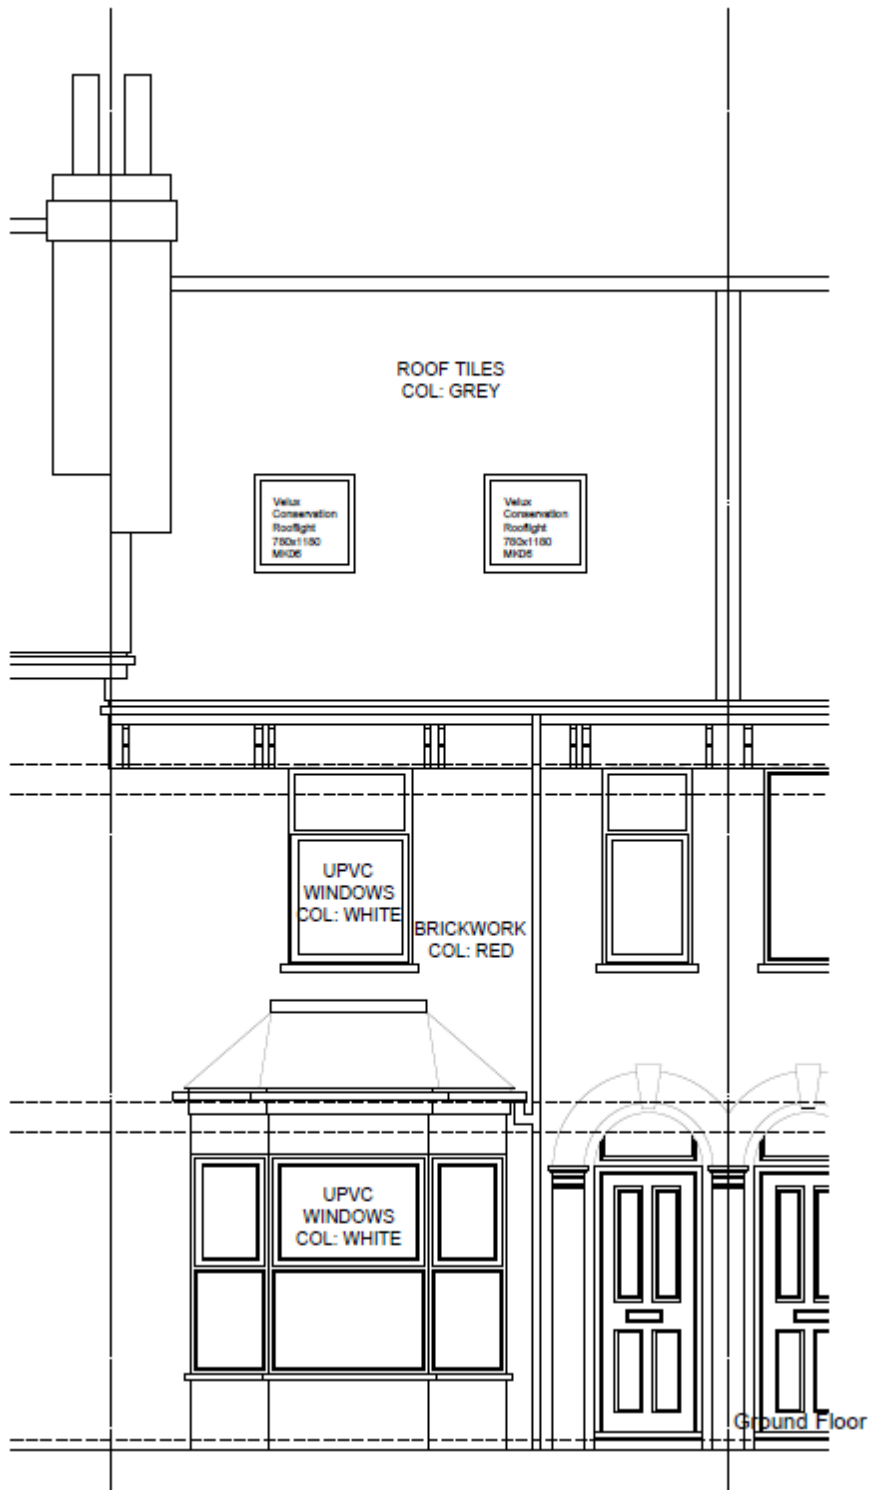 ROOF TILES
COL: GREY
Velux
Conservation
Rooflight
780x1180
MK06
Velux
Conservation
Rooflight
780x1180
MK06
UPVC
WINDOWS
COL: WHITE
BRICKWORK
COL: RED
UPVC
WINDOWS
COL: WHITE
Ground Floor